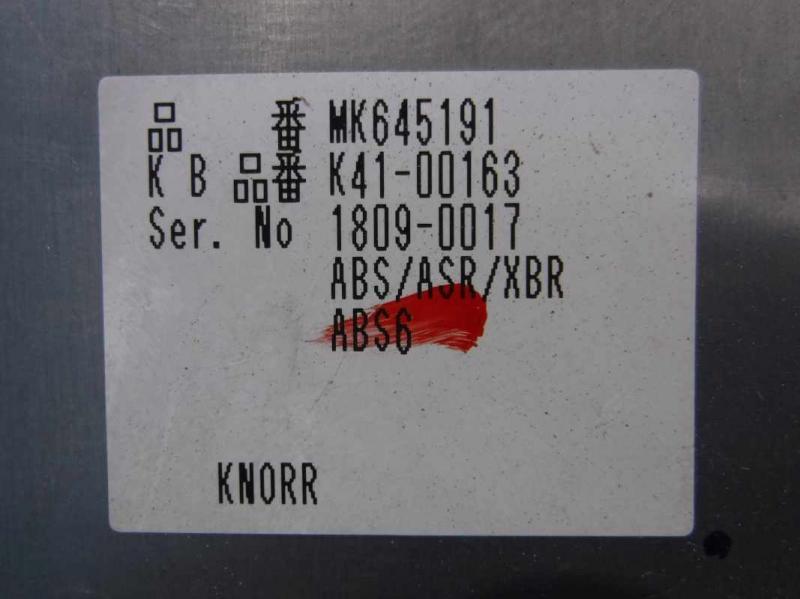 品 番 MK645191
K B 品番 K41-00163
Ser. No 1809-0017
ABS/ASR/XBR
ABS6
KNORR